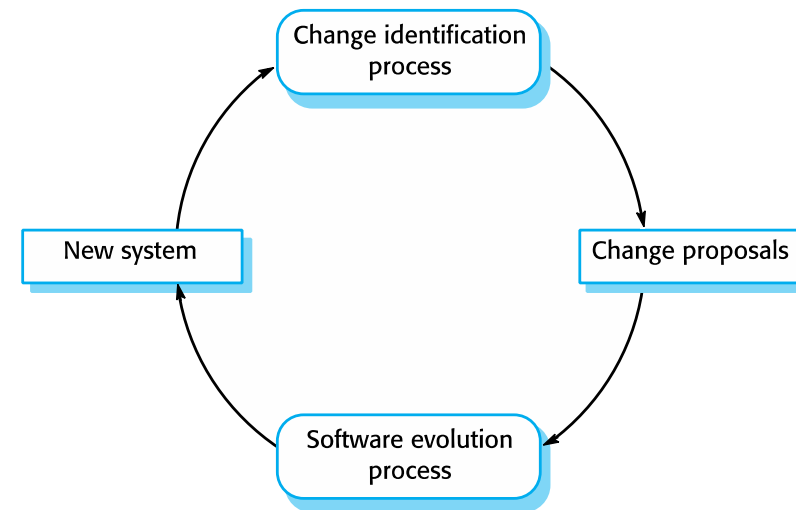 Change identification
process
New system
Change proposals
Software evolution
process